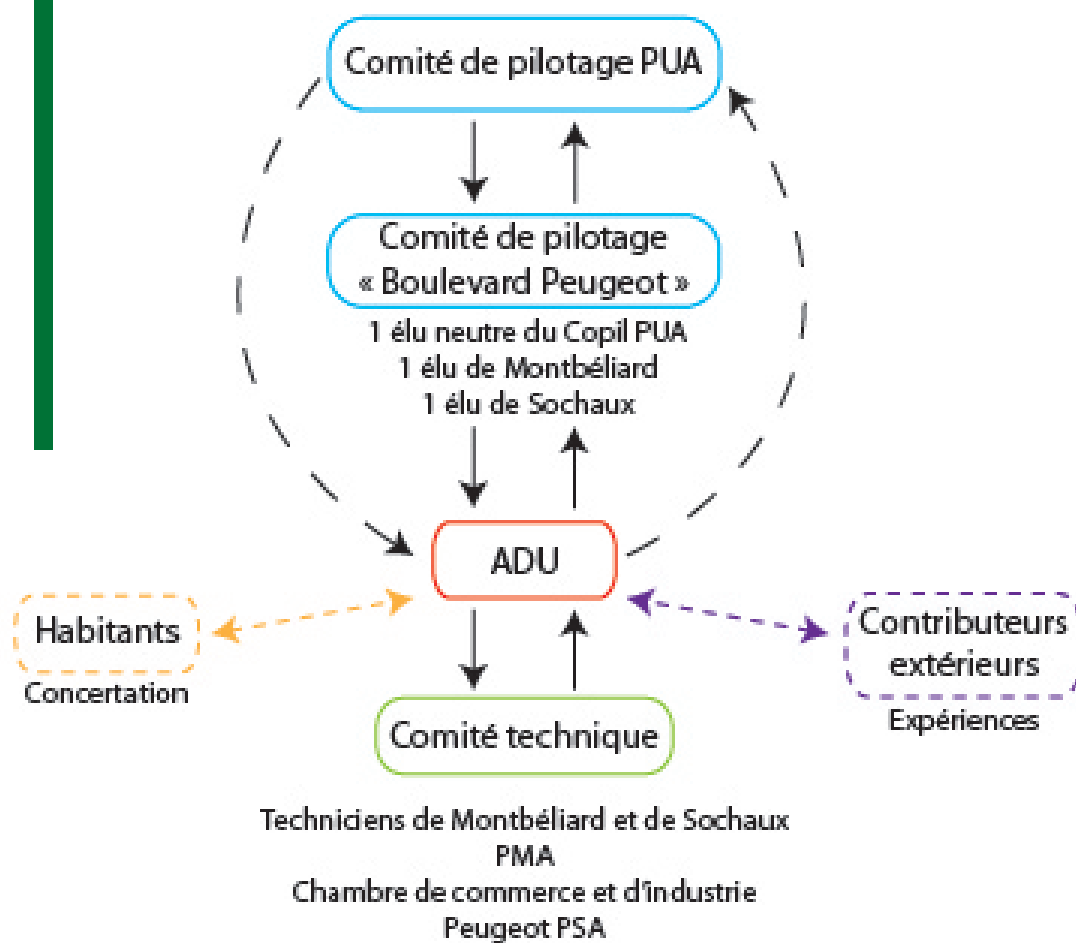 Comité de pilotage PUA
Comité de pilotage
« Boulevard Peugeot »
1 élu neutre du Copil PUA
1 élu de Montbéliard
1 élu de Sochaux
ADU
Habitants
Concertation
Contributeurs
extérieurs
Expériences
Comité technique
Techniciens de Montbéliard et de Sochaux
PMA
Chambre de commerce et d'industrie
Peugeot PSA